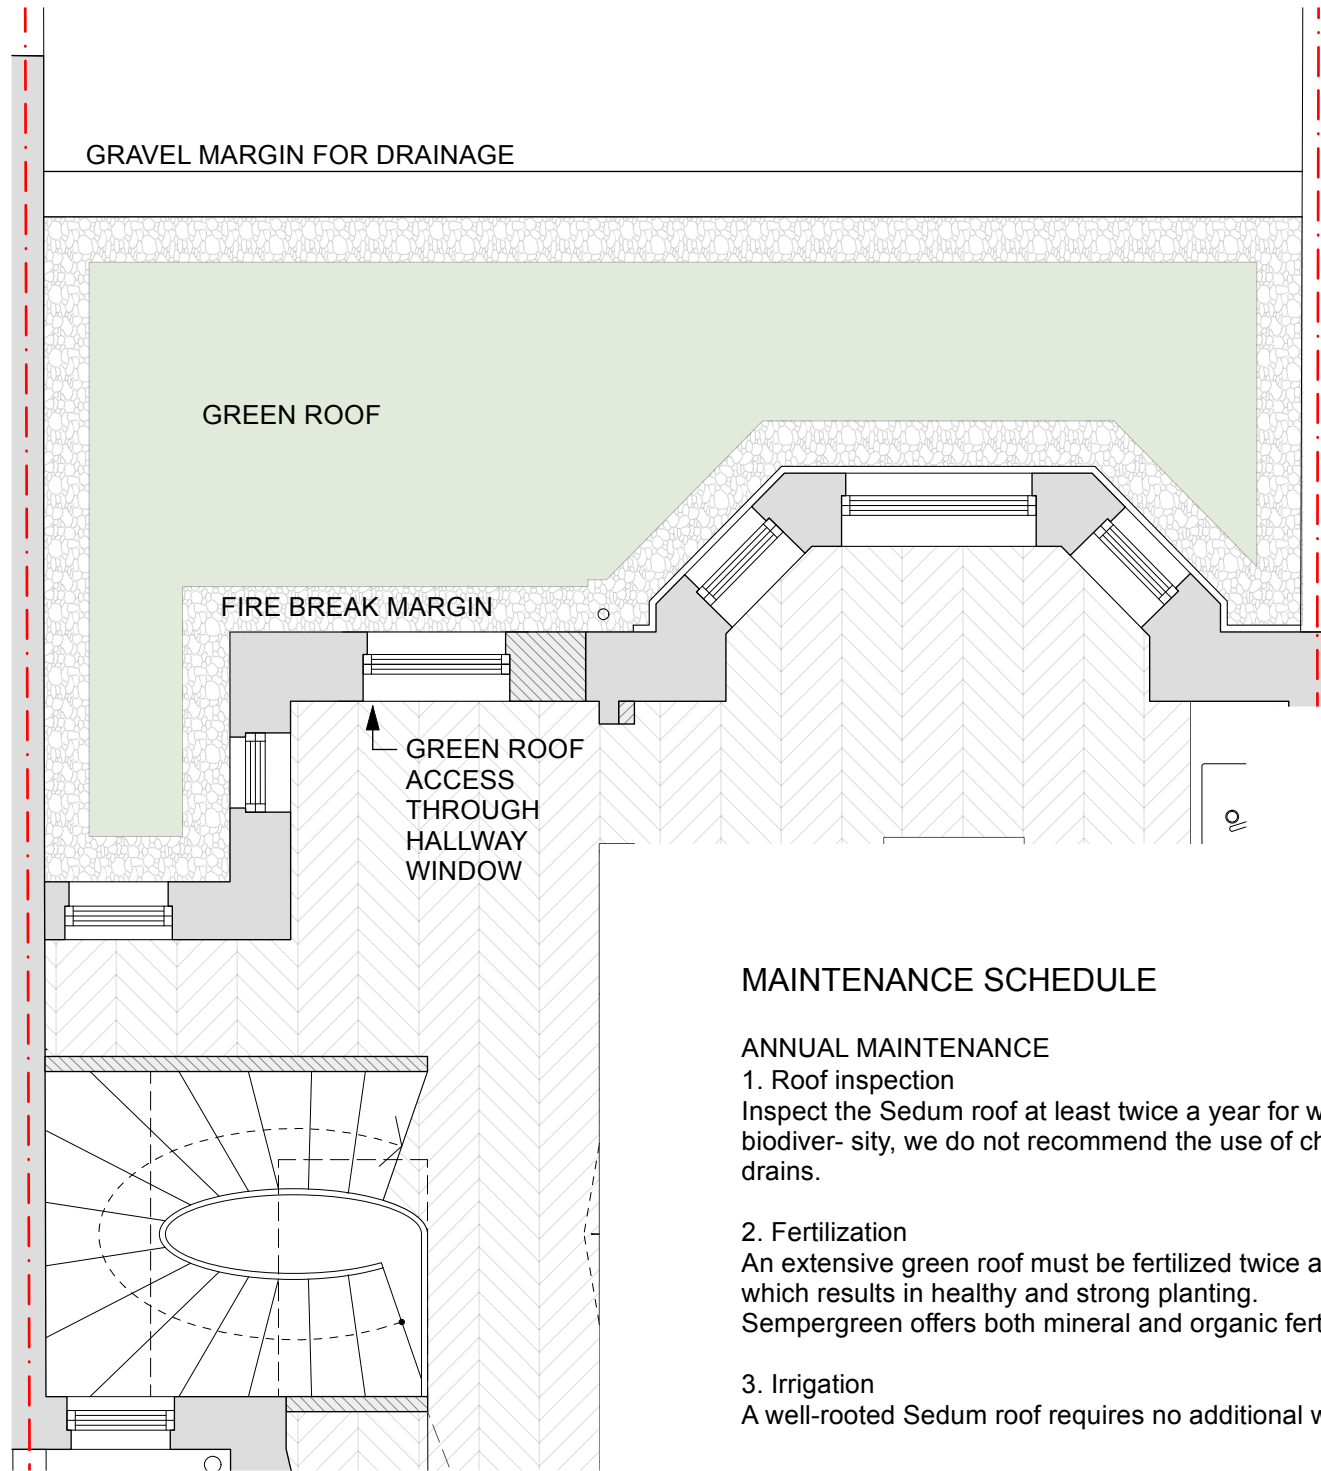 GRAVEL MARGIN FOR DRAINAGE
GREEN ROOF
FIRE BREAK MARGIN
GREEN ROOF
ACCESS
THROUGH
HALLWAY
WINDOW
MAINTENANCE SCHEDULE
ANNUAL MAINTENANCE
1. Roof inspection
Inspect the Sedum roof at least twice a year for
biodiver- sity, we do not recommend the use of
drains.
2. Fertilization
An extensive green roof must be fertilized twice a
which results in healthy and strong planting.
Sempergreen offers both mineral and organic
3. Irrigation
A well-rooted Sedum roof requires no additional